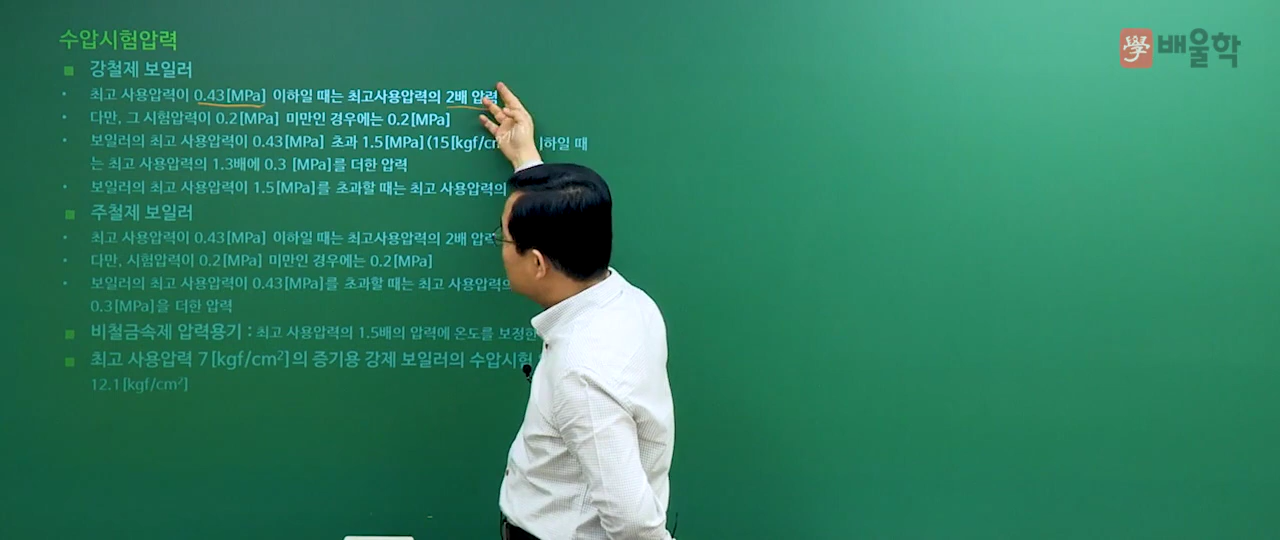 수압시험압력
學 배울학
■ 강철제 보일러
• 최고 사용압력이 0.43[MPa] 이하일 때는 최고사용압력의 2배 압력
• 다만, 그 시험압력이 0.2[MPa] 미만인 경우에는 0.2[MPa]
• 보일러의 최고 사용압력이 0.43[MPa] 초과 1.5[MPa](15[kgf/cm 이하일 때
는 최고 사용압력의 1.3배에 0.3 [MPa]를 더한 압력
• 보일러의 최고 사용압력이 1.5[MPa]를 초과할 때는 최고 사용압력의
■ 주철제 보일러
• 최고 사용압력이 0.43[MPa] 이하일 때는 최고사용압력의 2배 압력
• 다만, 시험압력이 0.2[MPa] 미만인 경우에는 0.2[MPa]
• 보일러의 최고 사용압력이 0.43[MPa]를 초과할 때는 최고 사용압력의
0.3[MPa]을 더한 압력
■ 비철금속제 압력용기 : 최고 사용압력의 1.5배의 압력에 온도를 보정한
■ 최고 사용압력 7[kgf/cm²]의 증기용 강제 보일러의 수압시험
12.1[kgf/cm²]